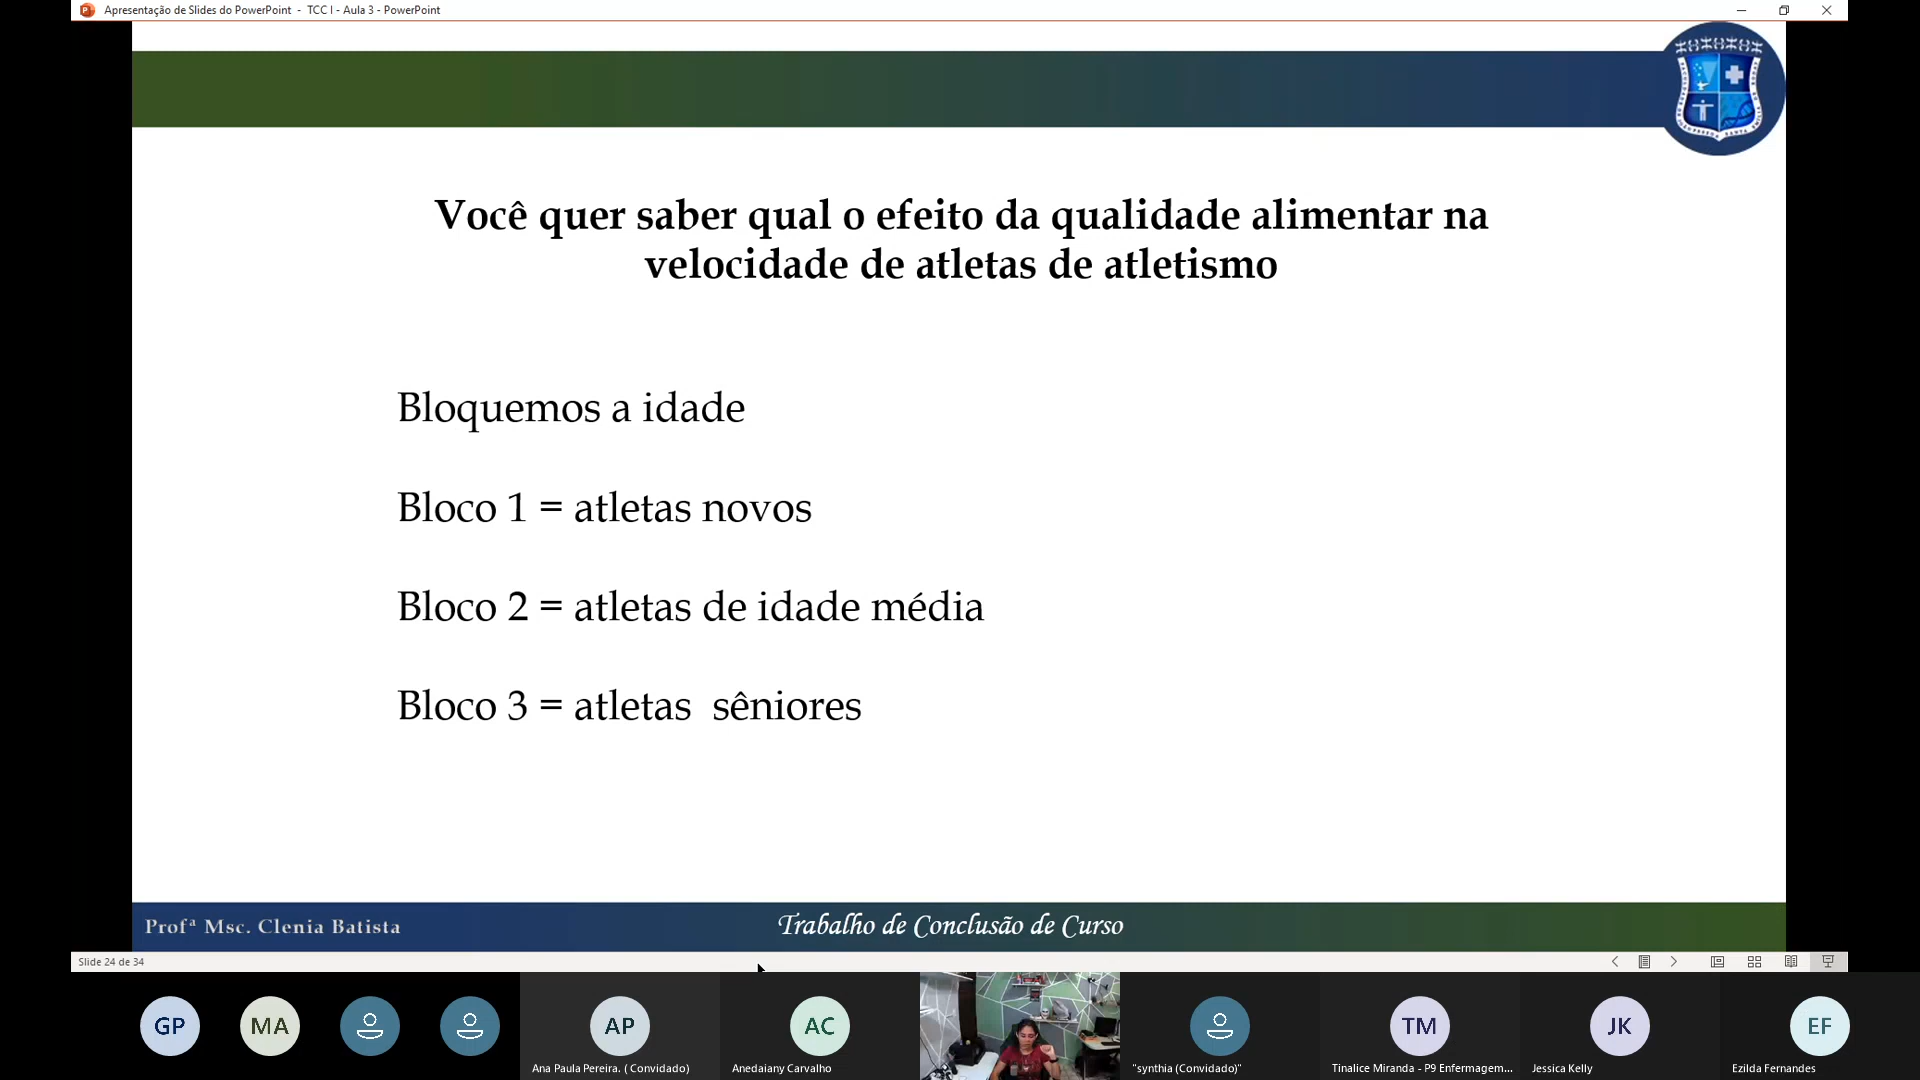 Apresentação de Slides do PowerPoint - TCC I - Aula 3 - PowerPoint
Você quer saber qual o efeito da qualidade alimentar na
velocidade de atletas de atletismo
Bloquemos a idade
Bloco 1 = atletas novos
Bloco 2 = atletas de idade média
Bloco 3 = atletas sêniores
Profª Msc. Clenia Batista
Trabalho de Conclusão de Curso
Slide 24 de 34
GP
MA
AP
AC
TM
JK
EF
Ana Paula Pereira. ( Convidado)
Anedaiany Carvalho
"synthia (Convidado)"
Tinalice Miranda - P9 Enfermagem...
Jessica Kelly
Ezilda Fernandes